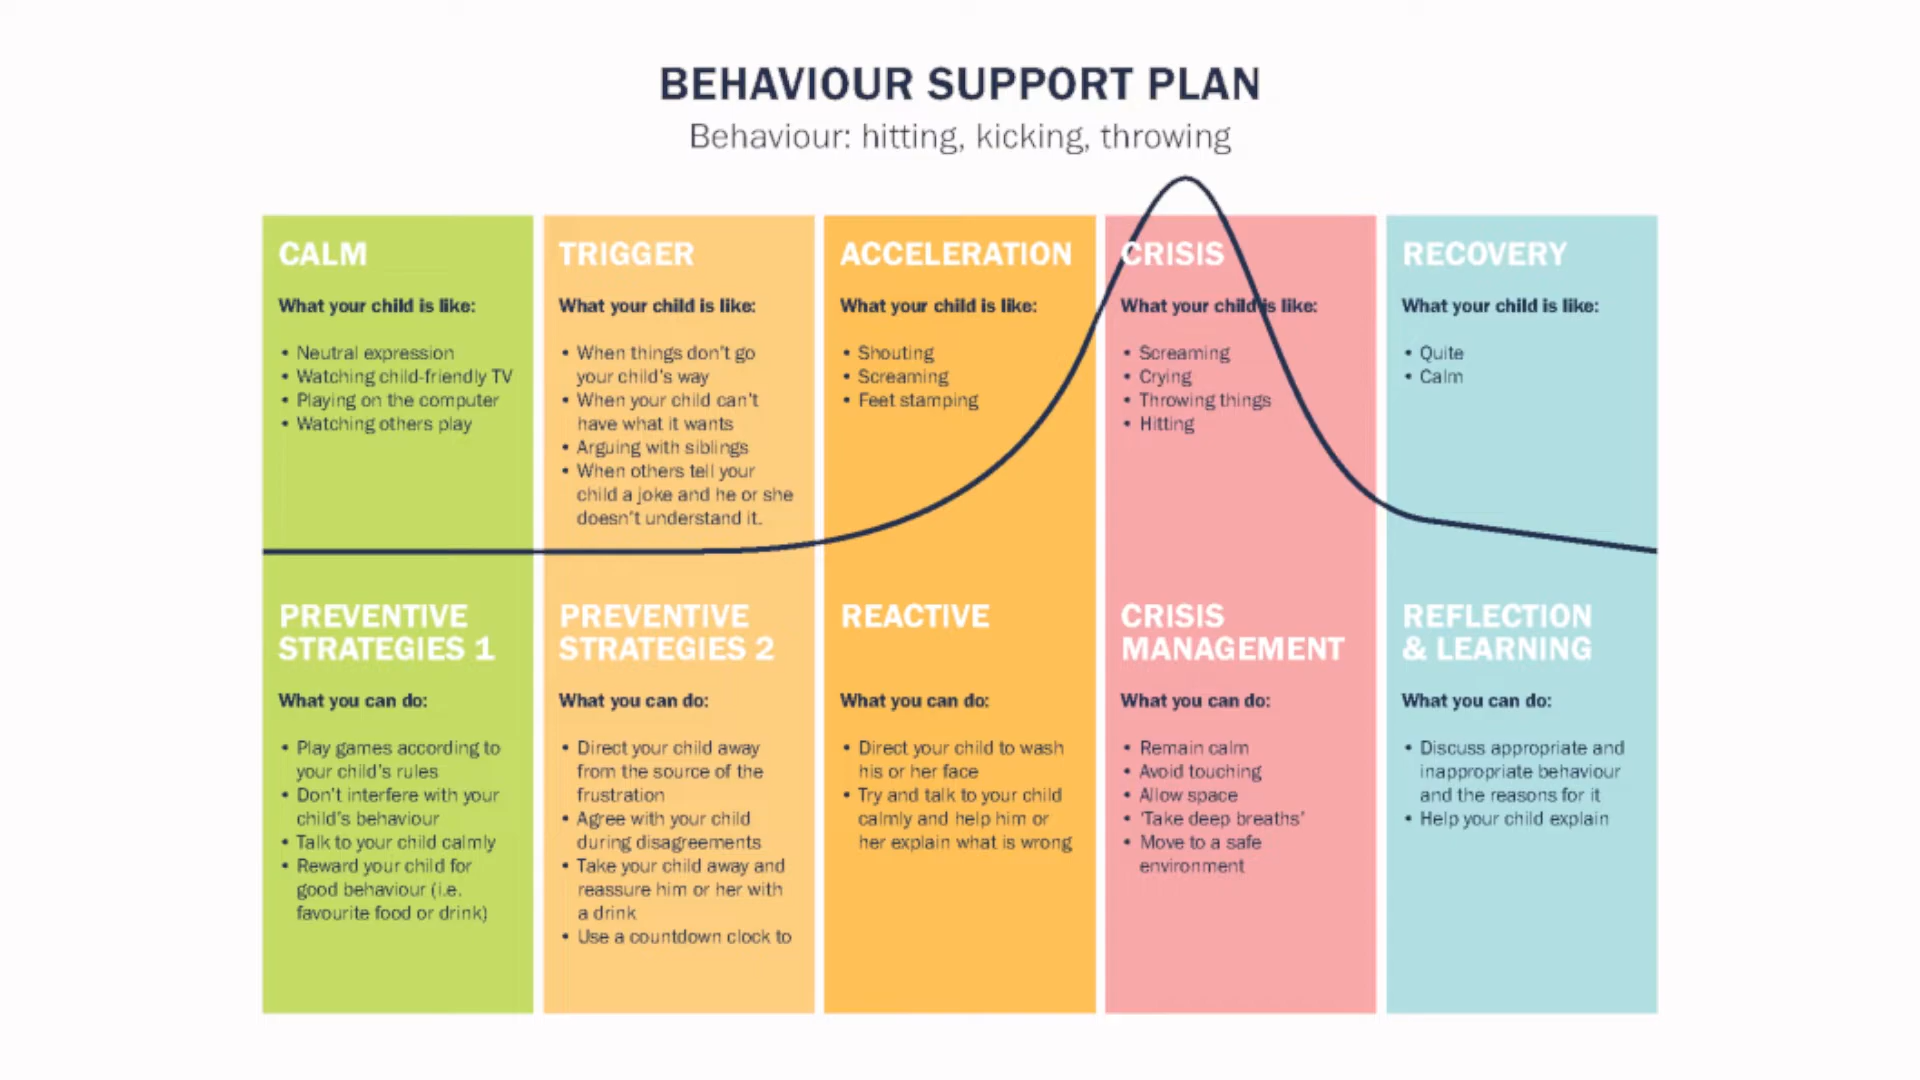 BEHAVIOUR SUPPORT PLAN
Behaviour: hitting, kicking, throwing
CALM
What your child is like:
• Neutral expression
• Watching child-friendly TV
• Playing on the computer
• Watching others play
TRIGGER
What your child is like:
• When things don't go
your child's way
• When your child can't
have what it wants
• Arguing with siblings
• When others tell your
child a joke and he or she
doesn't understand it.
ACCELERATION
What your child is like:
• Shouting
• Screaming
• Feet stamping
CRISIS
What your child is like:
• Screaming
• Crying
• Throwing things
• Hitting
RECOVERY
What your child is like:
• Quite
• Calm
PREVENTIVE
STRATEGIES 1
What you can do:
• Play games according to
your child's rules
• Don't interfere with your
child's behaviour
• Talk to your child calmly
• Reward your child for
good behaviour (i.e.
favourite food or drink)
PREVENTIVE
STRATEGIES 2
What you can do:
• Direct your child away
from the source of the
frustration
• Agree with your child
during disagreements
• Take your child away and
reassure him or her with
a drink
• Use a countdown clock to
REACTIVE
What you can do:
• Direct your child to wash
his or her face
• Try and talk to your child
calmly and help him or
her explain what is wrong
CRISIS
MANAGEMENT
What you can do:
• Remain calm
• Avoid touching
• Allow space
• 'Take deep breaths'
• Move to a safe
environment
REFLECTION
& LEARNING
What you can do:
• Discuss appropriate and
inappropriate behaviour
and the reasons for it
• Help your child explain